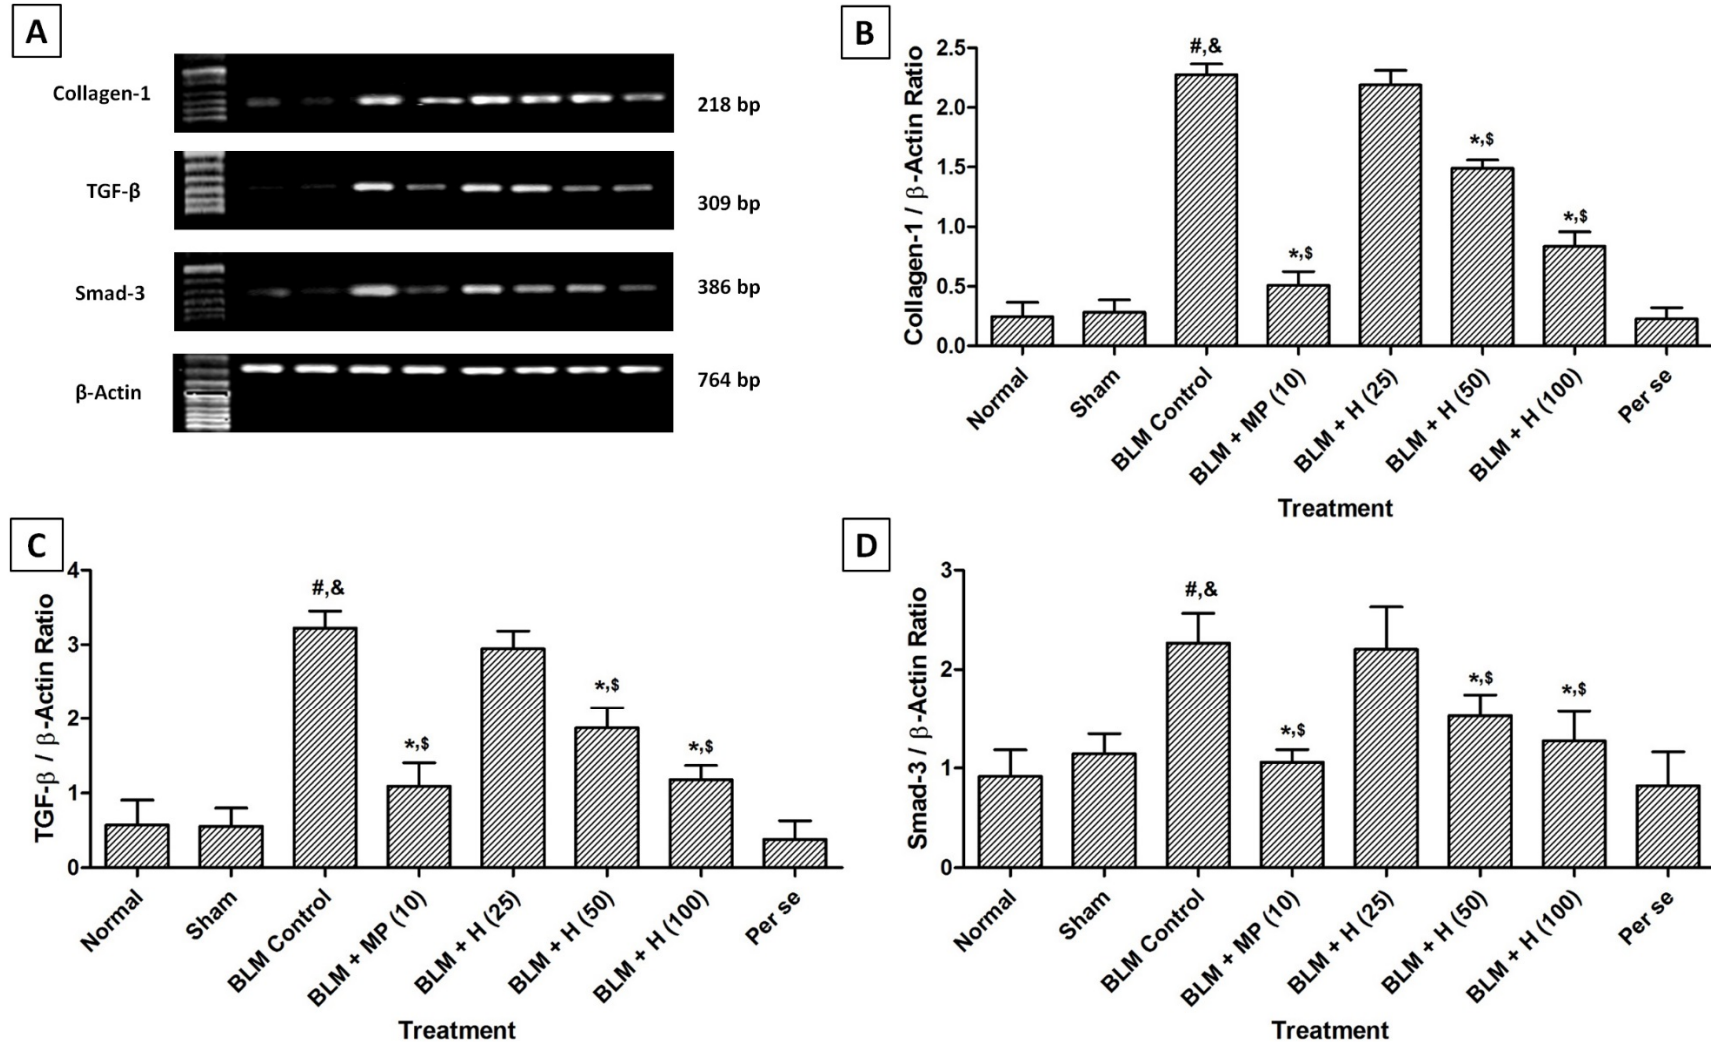 A
Collagen-1
218 bp
TGF-β
309 bp
Smad-3
386 bp
β-Actin
764 bp
B
Collagen-1 / β-Actin Ratio
2.5
2.0
1.5
1.0
0.5
0.0
#,&
*,$
*,$
*,$
Normal
Sham
BLM Control
BLM + MP (10)
BLM + H (25)
BLM + H (50)
BLM + H (100)
Per se
Treatment
C
TGF-β / β-Actin Ratio
4
3
2
1
0
#,&
*,$
*,$
*,$
Normal
Sham
BLM Control
BLM + MP (10)
BLM + H (25)
BLM + H (50)
BLM + H (100)
Per se
Treatment
D
Smad-3 / β-Actin Ratio
3
2
1
0
#,&
*,$
*,$
*,$
Normal
Sham
BLM Control
BLM + MP (10)
BLM + H (25)
BLM + H (50)
BLM + H (100)
Per se
Treatment